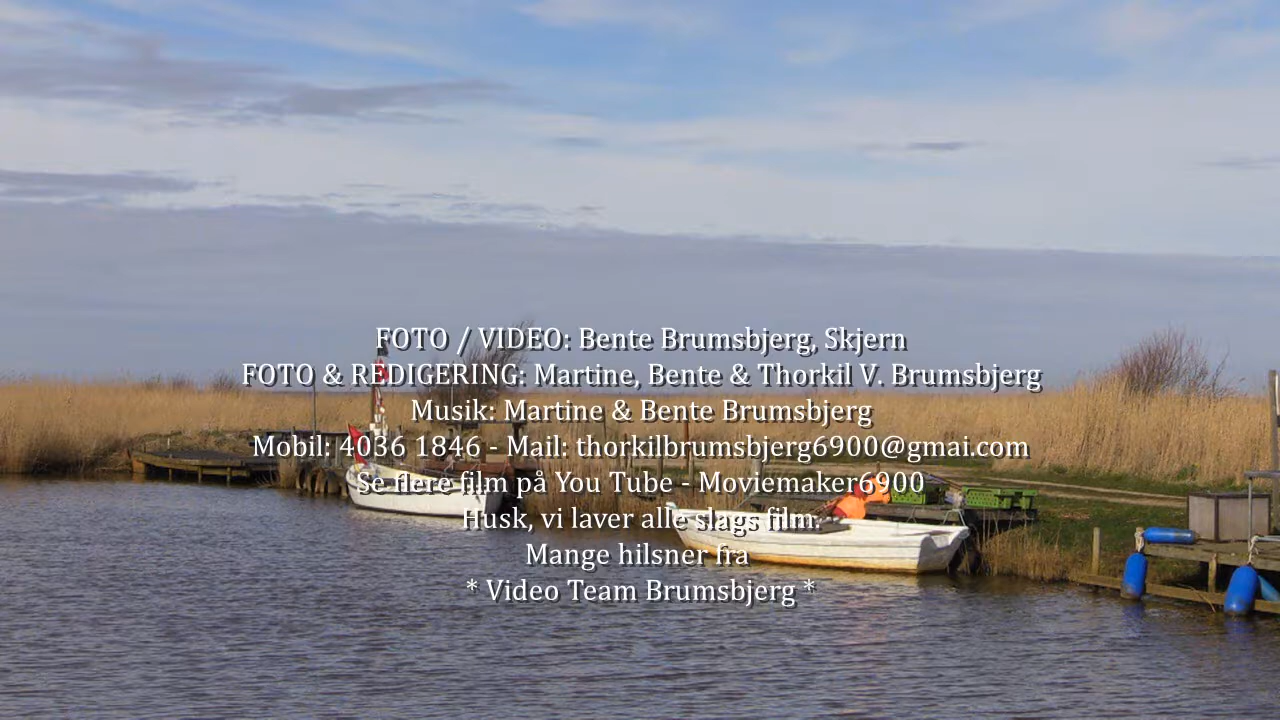 FOTO / VIDEO: Bente Brumsbjerg, Skjern
FOTO & REDIGERING: Martine, Bente & Thorkil V. Brumsbjerg
Musik: Martine & Bente Brumsbjerg
Mobil: 4036 1846 - Mail: thorkilbrumsbjerg6900@gmai.com
Se flere film på You Tube - Moviemaker6900
Husk, vi laver alle slags film.
Mange hilsner fra
* Video Team Brumsbjerg *